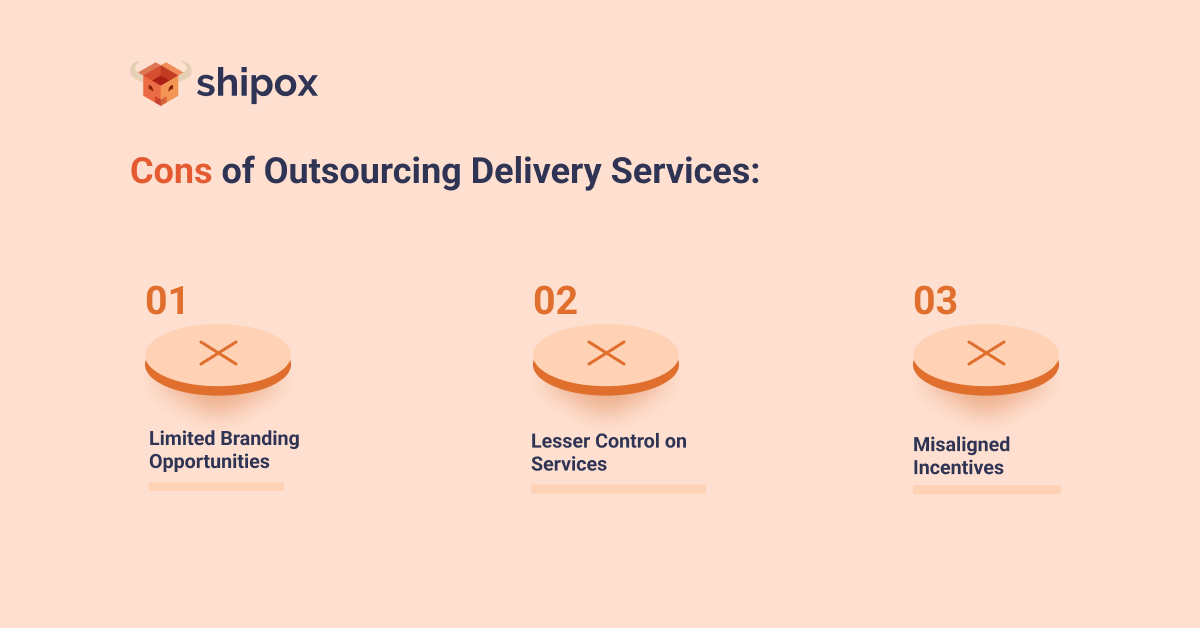 shipox
Cons of Outsourcing Delivery Services:
01
Limited Branding
Opportunities
02
Lesser Control on
Services
03
Misaligned
Incentives